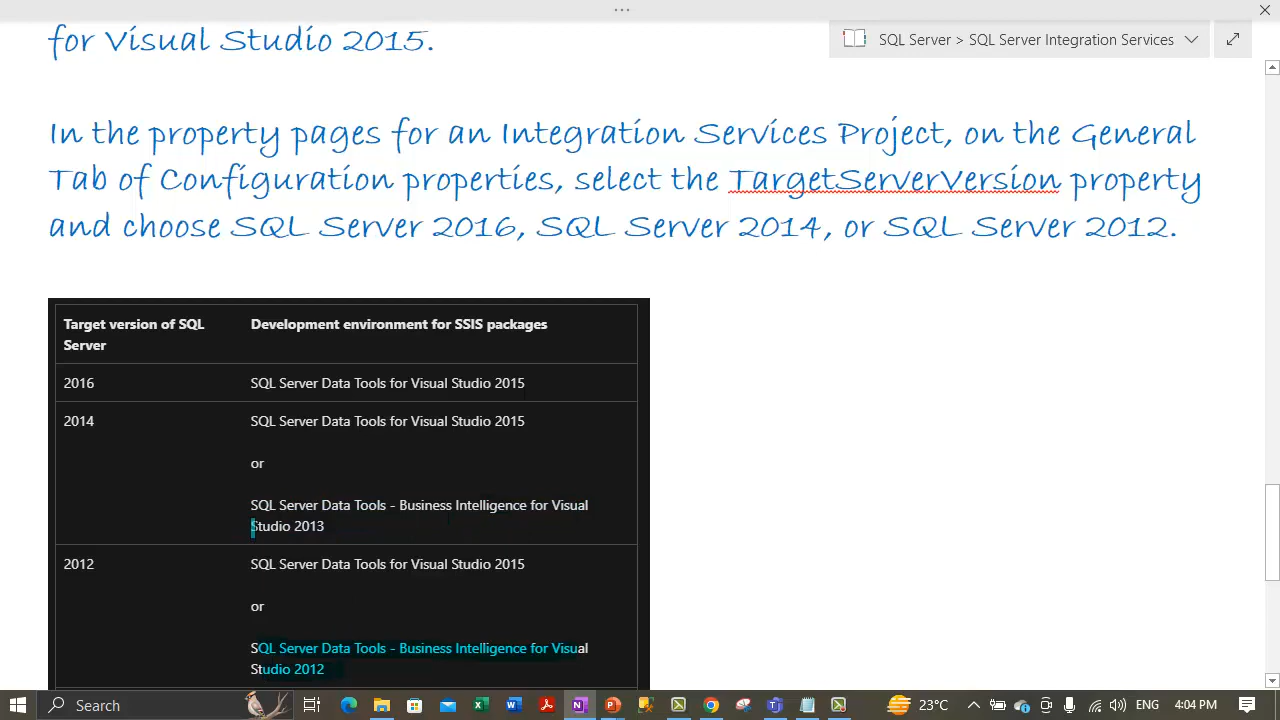 for Visual Studio 2015.
SQL Server > SQL Server Integration Services
In the property pages for an Integration Services Project, on the General
Tab of Configuration properties, select the TargetServerVersion property
and choose SQL Server 2016, SQL Server 2014, or SQL Server 2012.
Target version of SQL
Server
Development environment for SSIS packages
2016
SQL Server Data Tools for Visual Studio 2015
2014
SQL Server Data Tools for Visual Studio 2015
or
SQL Server Data Tools - Business Intelligence for Visual
Studio 2013
2012
SQL Server Data Tools for Visual Studio 2015
or
SQL Server Data Tools - Business Intelligence for Visual
Studio 2012
Search
23°C
ENG
4:04 PM